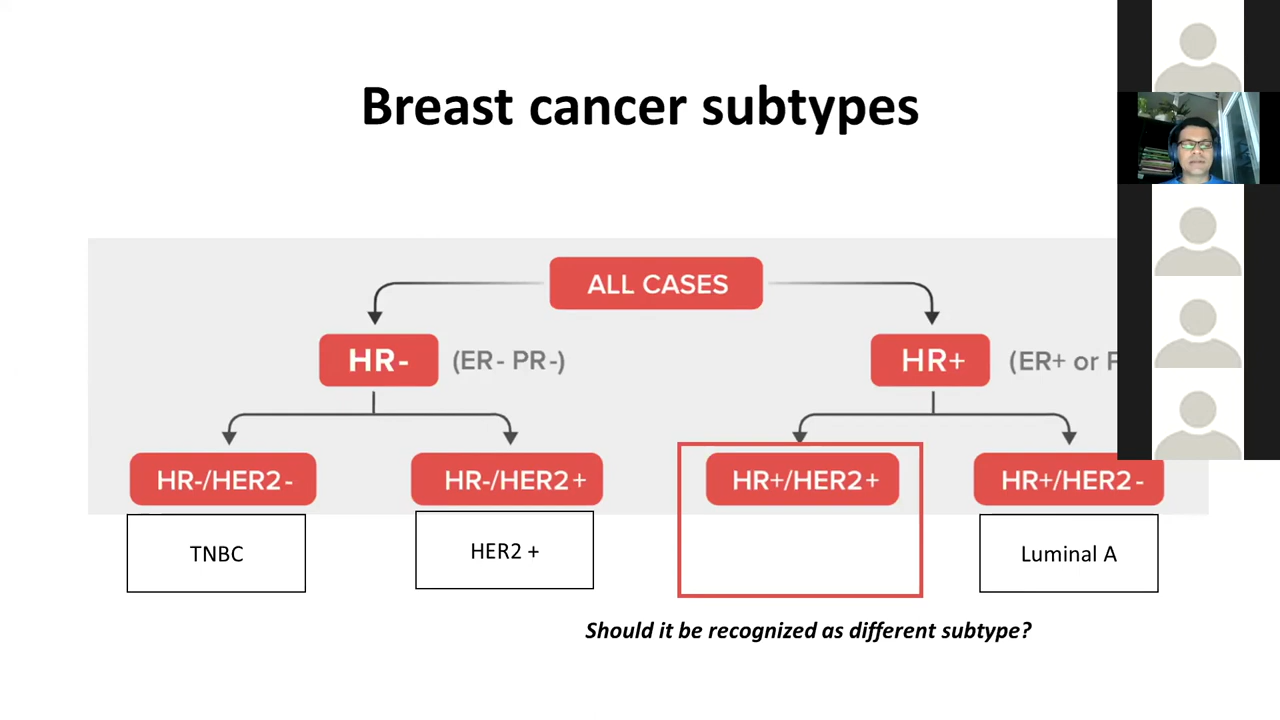 Breast cancer subtypes
ALL CASES
HR- (ER- PR-)
HR+ (ER+ or
HR-/HER2-
HR-/HER2+
HR+/HER2+
HR+/HER2-
TNBC
HER2 +
Luminal A
Should it be recognized as different subtype?